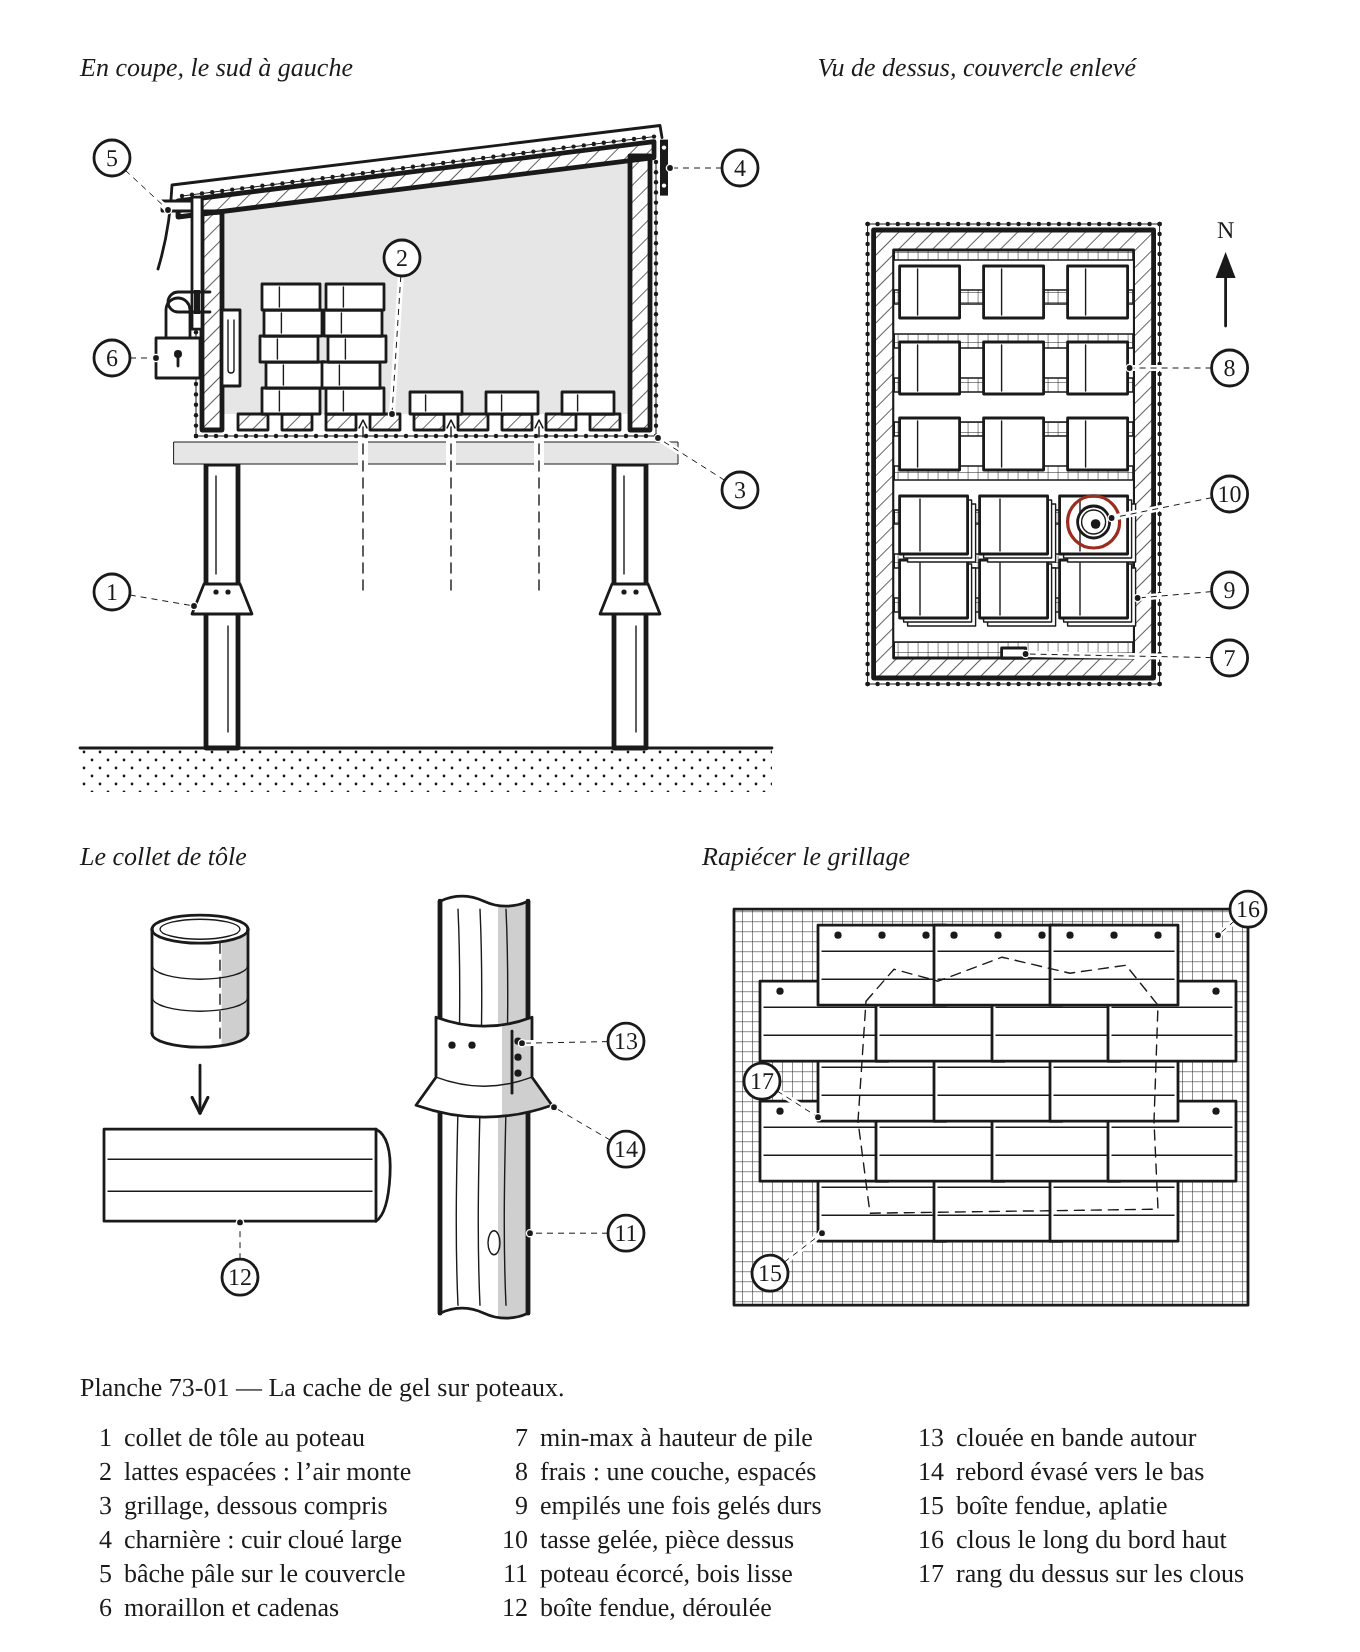 En coupe, le sud à gauche
Vu de dessus, couvercle enlevé
5
4
2
N
6
8
3
10
1
9
7
Le collet de tôle
Rapiécer le grillage
16
13
17
14
11
15
12
Planche 73-01 — La cache de gel sur poteaux.
1 collet de tôle au poteau
2 lattes espacées : l’air monte
3 grillage, dessous compris
4 charnière : cuir cloué large
5 bâche pâle sur le couvercle
6 moraillon et cadenas
7 min-max à hauteur de pile
8 frais : une couche, espacés
9 empilés une fois gelés durs
10 tasse gelée, pièce dessus
11 poteau écorcé, bois lisse
12 boîte fendue, déroulée
13 clouée en bande autour
14 rebord évasé vers le bas
15 boîte fendue, aplatie
16 clous le long du bord haut
17 rang du dessus sur les clous